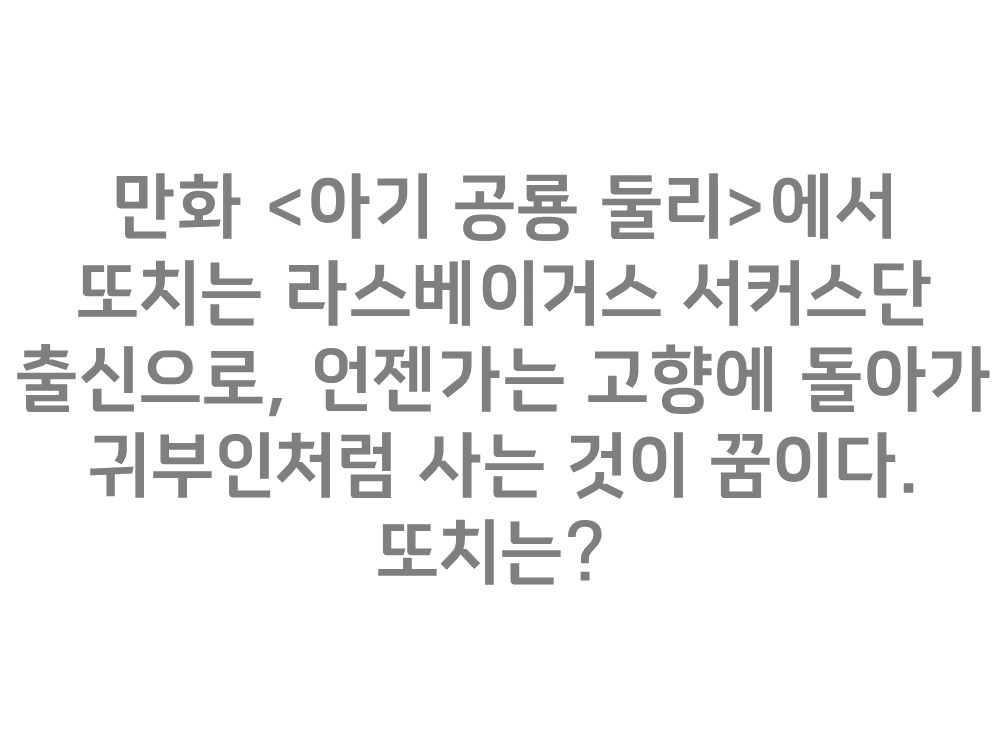 만화 <아기 공룡 둘리>에서
또치는 라스베이거스 서커스단
출신으로, 언젠가는 고향에 돌아가
귀부인처럼 사는 것이 꿈이다.
또치는?